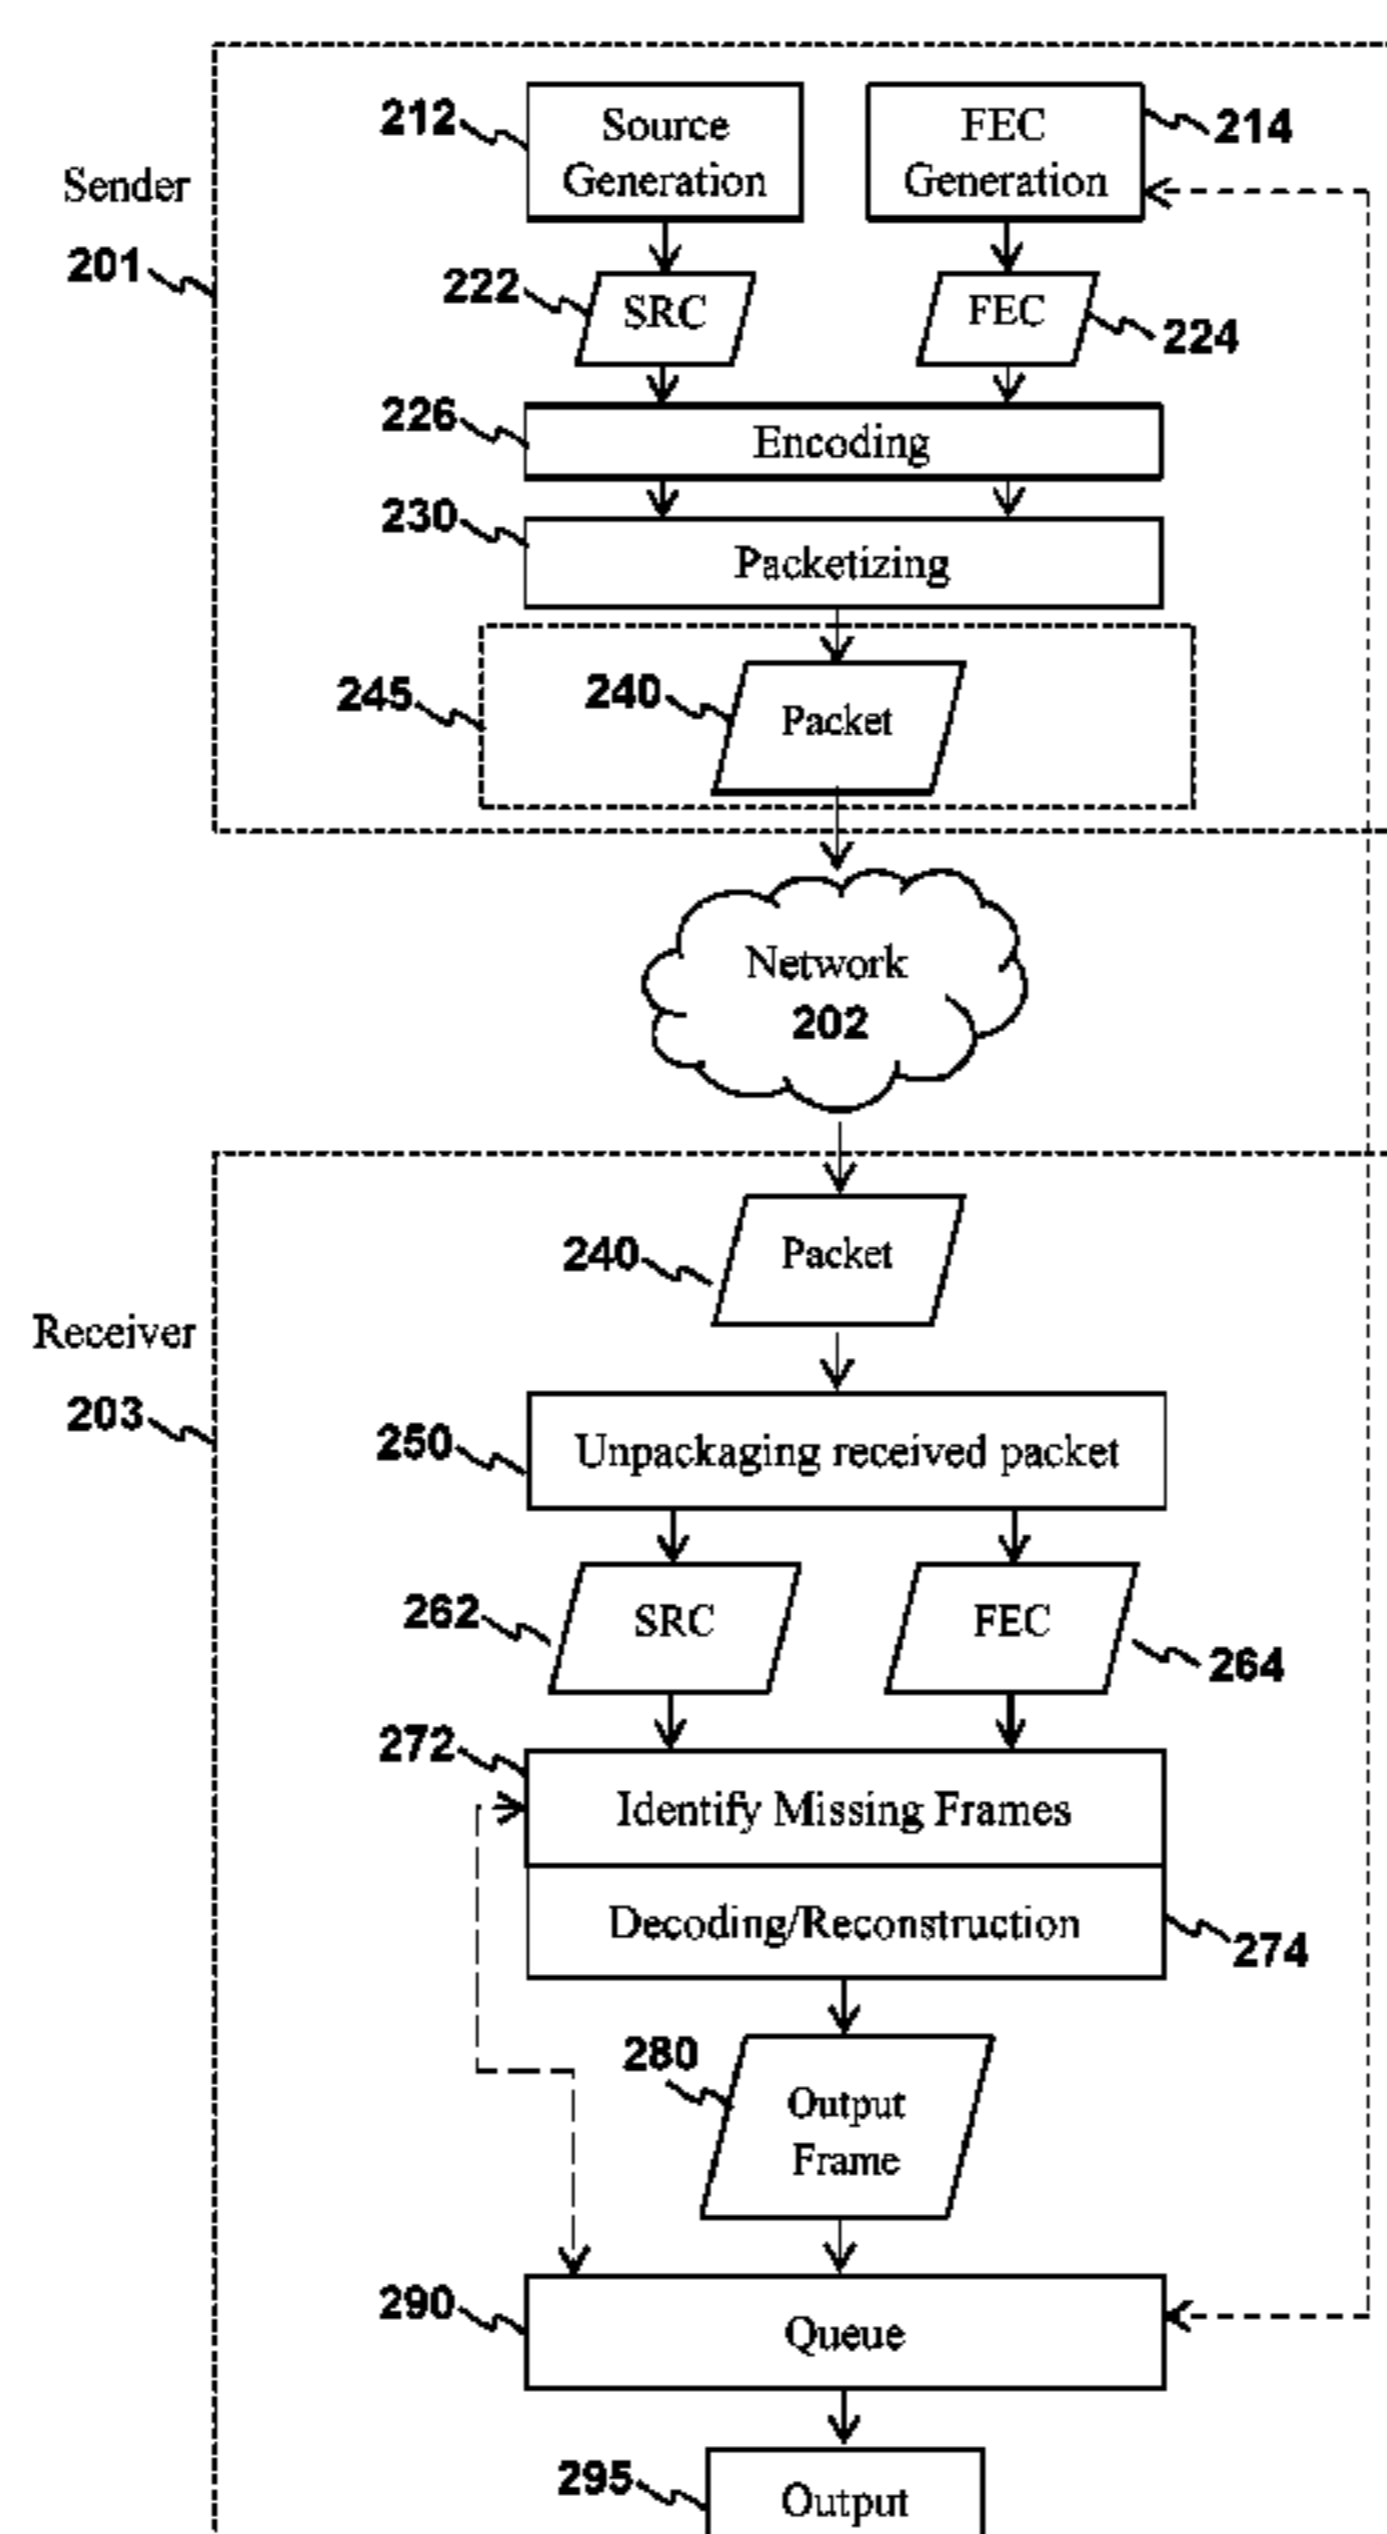 212
Source
Generation
FEC
Generation
214
Sender
201
222
SRC
FEC
224
226
Encoding
230
Packetizing
245
240
Packet
Network
202
240
Packet
Receiver
203
250
Unpackaging received packet
262
SRC
FEC
264
272
Identify Missing Frames
Decoding/Reconstruction
274
280
Output
Frame
290
Queue
295
Output